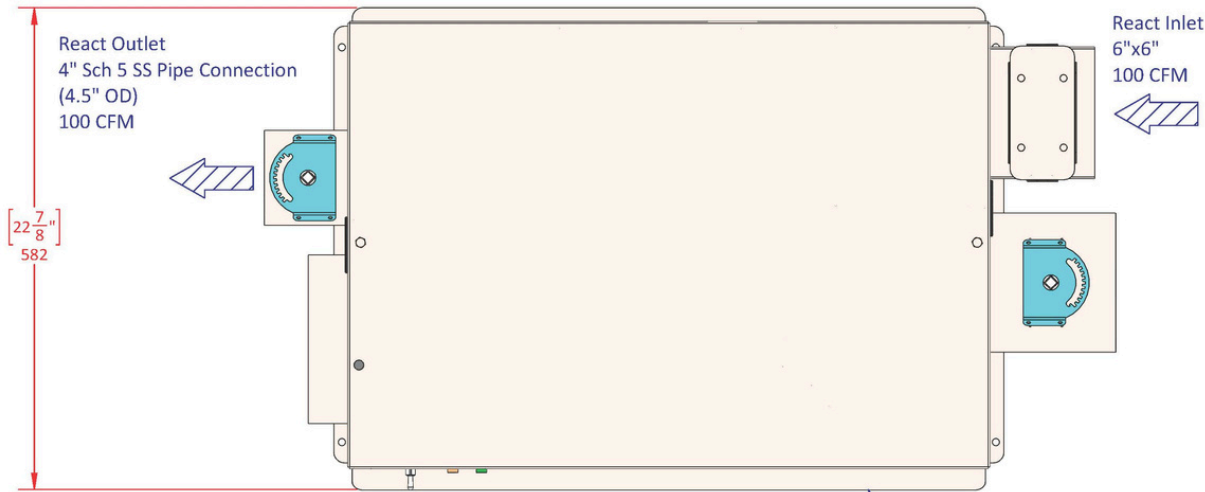 React Outlet
4" Sch 5 SS Pipe Connection
(4.5" OD)
100 CFM
React Inlet
6"x6"
100 CFM
[22 7/8"]
582